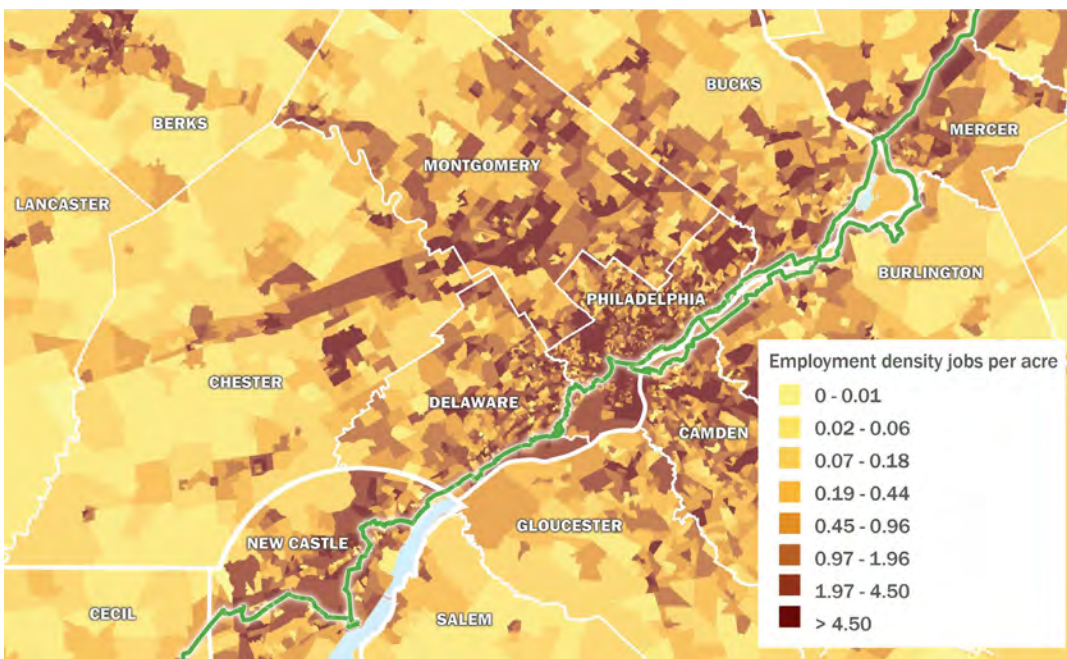 BUCKS
BERKS
MERCER
MONTGOMERY
LANCASTER
BURLINGTON
PHILADELPHIA
CHESTER
DELAWARE
CAMDEN
GLOUCESTER
NEW CASTLE
CECIL
SALEM
Employment density jobs per acre
0 - 0.01
0.02 - 0.06
0.07 - 0.18
0.19 - 0.44
0.45 - 0.96
0.97 - 1.96
1.97 - 4.50
> 4.50